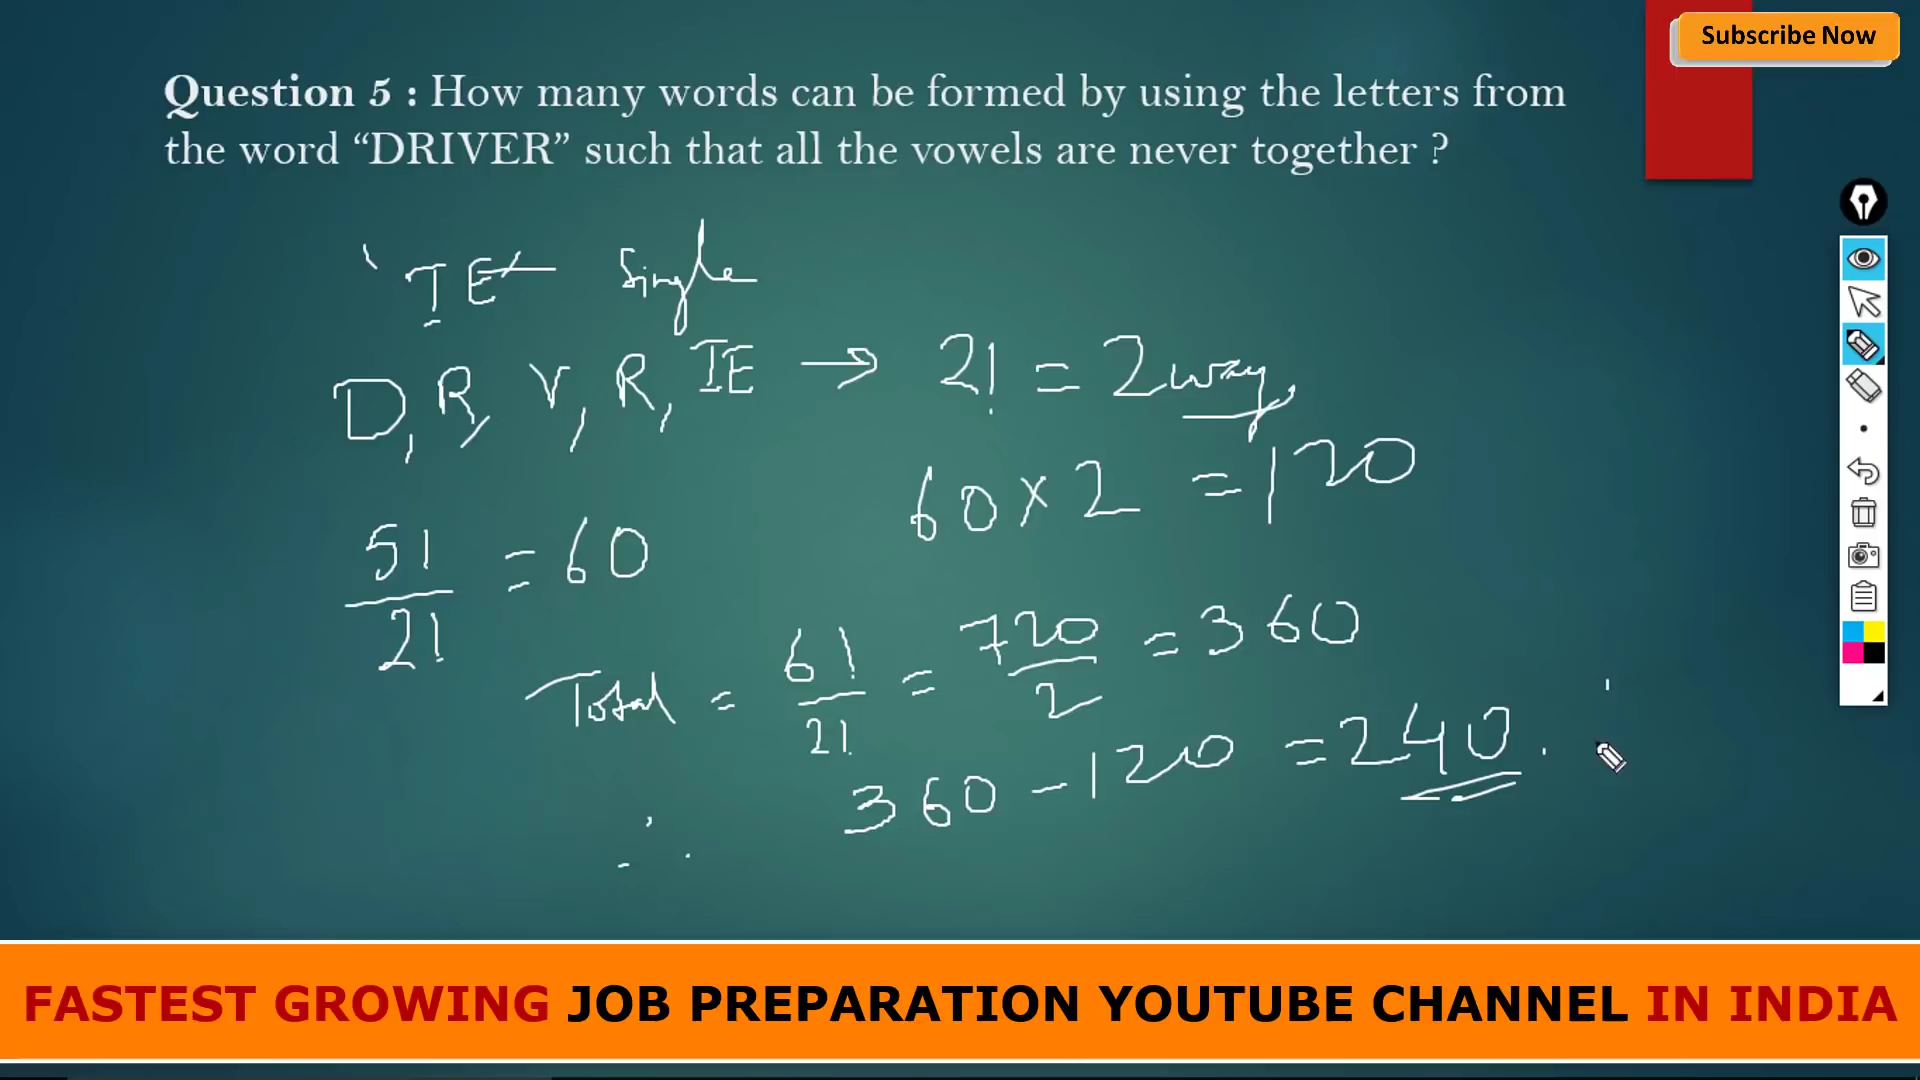 Subscribe Now
Question 5 : How many words can be formed by using the letters from
the word “DRIVER” such that all the vowels are never together ?
IE Single
D, R, V, R, IE → 2! = 2 ways
60 × 2 = 120
5! / 2! = 60
Total = 6! / 2! = 720 / 2 = 360
360 - 120 = 240
FASTEST GROWING JOB PREPARATION YOUTUBE CHANNEL IN INDIA